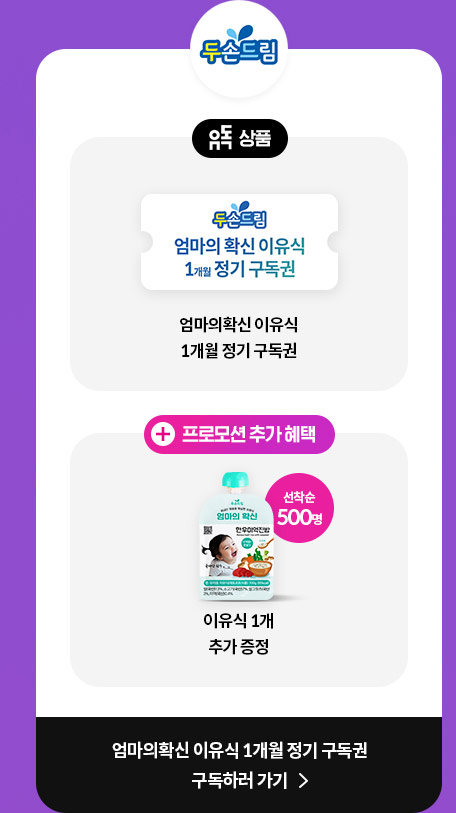 두손드림
유독 상품
두손드림
엄마의 확신 이유식
1개월 정기 구독권
엄마의확신 이유식
1개월 정기 구독권
프로모션 추가 혜택
선착순
500명
두손드림
엄마의 확신
한우미역진밥
이유식 1개
추가 증정
엄마의확신 이유식 1개월 정기 구독권
구독하러 가기 >